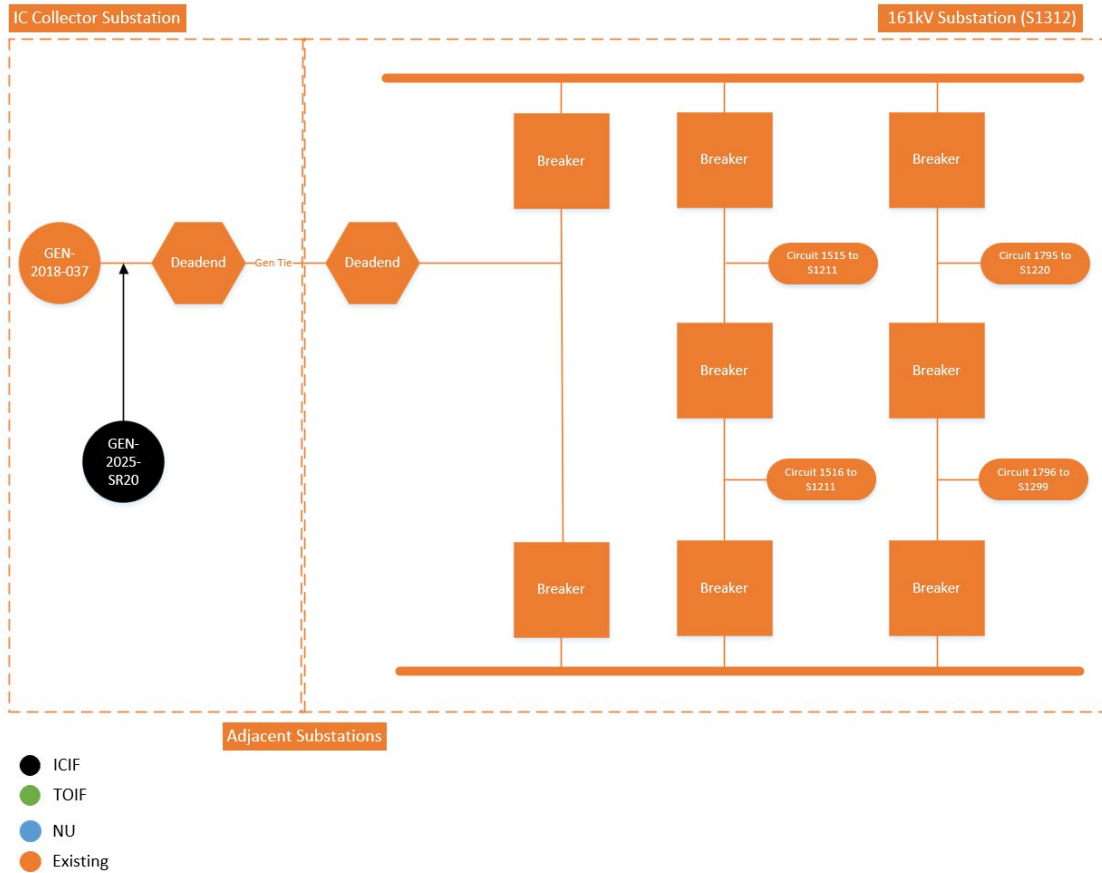 IC Collector Substation
161kV Substation (S1312)
Breaker
Breaker
Breaker
GEN-
2018-037
Deadend
Gen Tie
Deadend
Circuit 1515 to
S1211
Circuit 1795 to
S1220
Breaker
Breaker
GEN-
2025-
SR20
Circuit 1516 to
S1211
Circuit 1796 to
S1299
Breaker
Breaker
Breaker
Adjacent Substations
ICIF
TOIF
NU
Existing